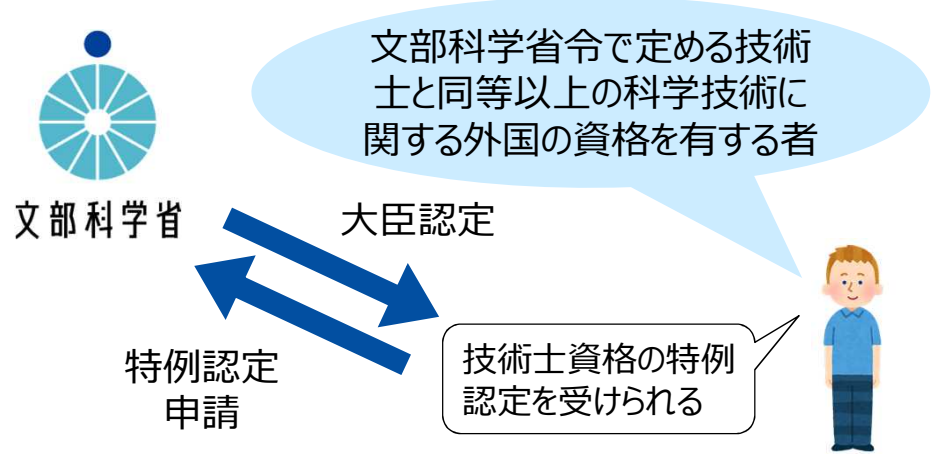 文部科学省令で定める技術
士と同等以上の科学技術に
関する外国の資格を有する者
文部科学省
大臣認定
特例認定
申請
技術士資格の特例
認定を受けられる